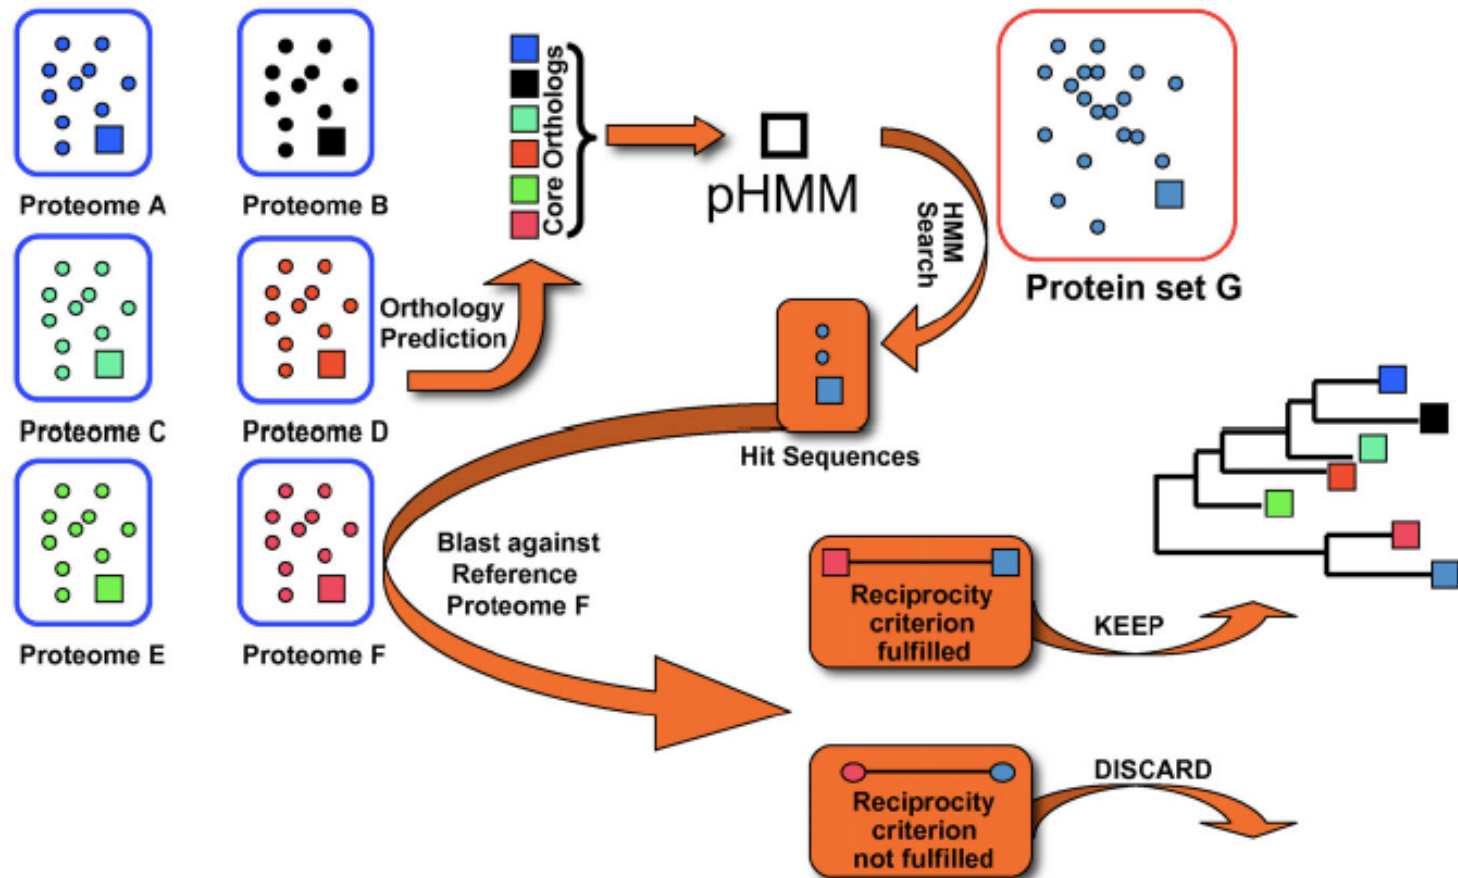 Proteome A
Proteome B
Core Orthologs
pHMM
HMM
Search
Protein set G
Proteome C
Proteome D
Orthology
Prediction
Hit Sequences
Proteome E
Proteome F
Blast against
Reference
Proteome F
Reciprocity
criterion
fulfilled
KEEP
Reciprocity
criterion
not fulfilled
DISCARD